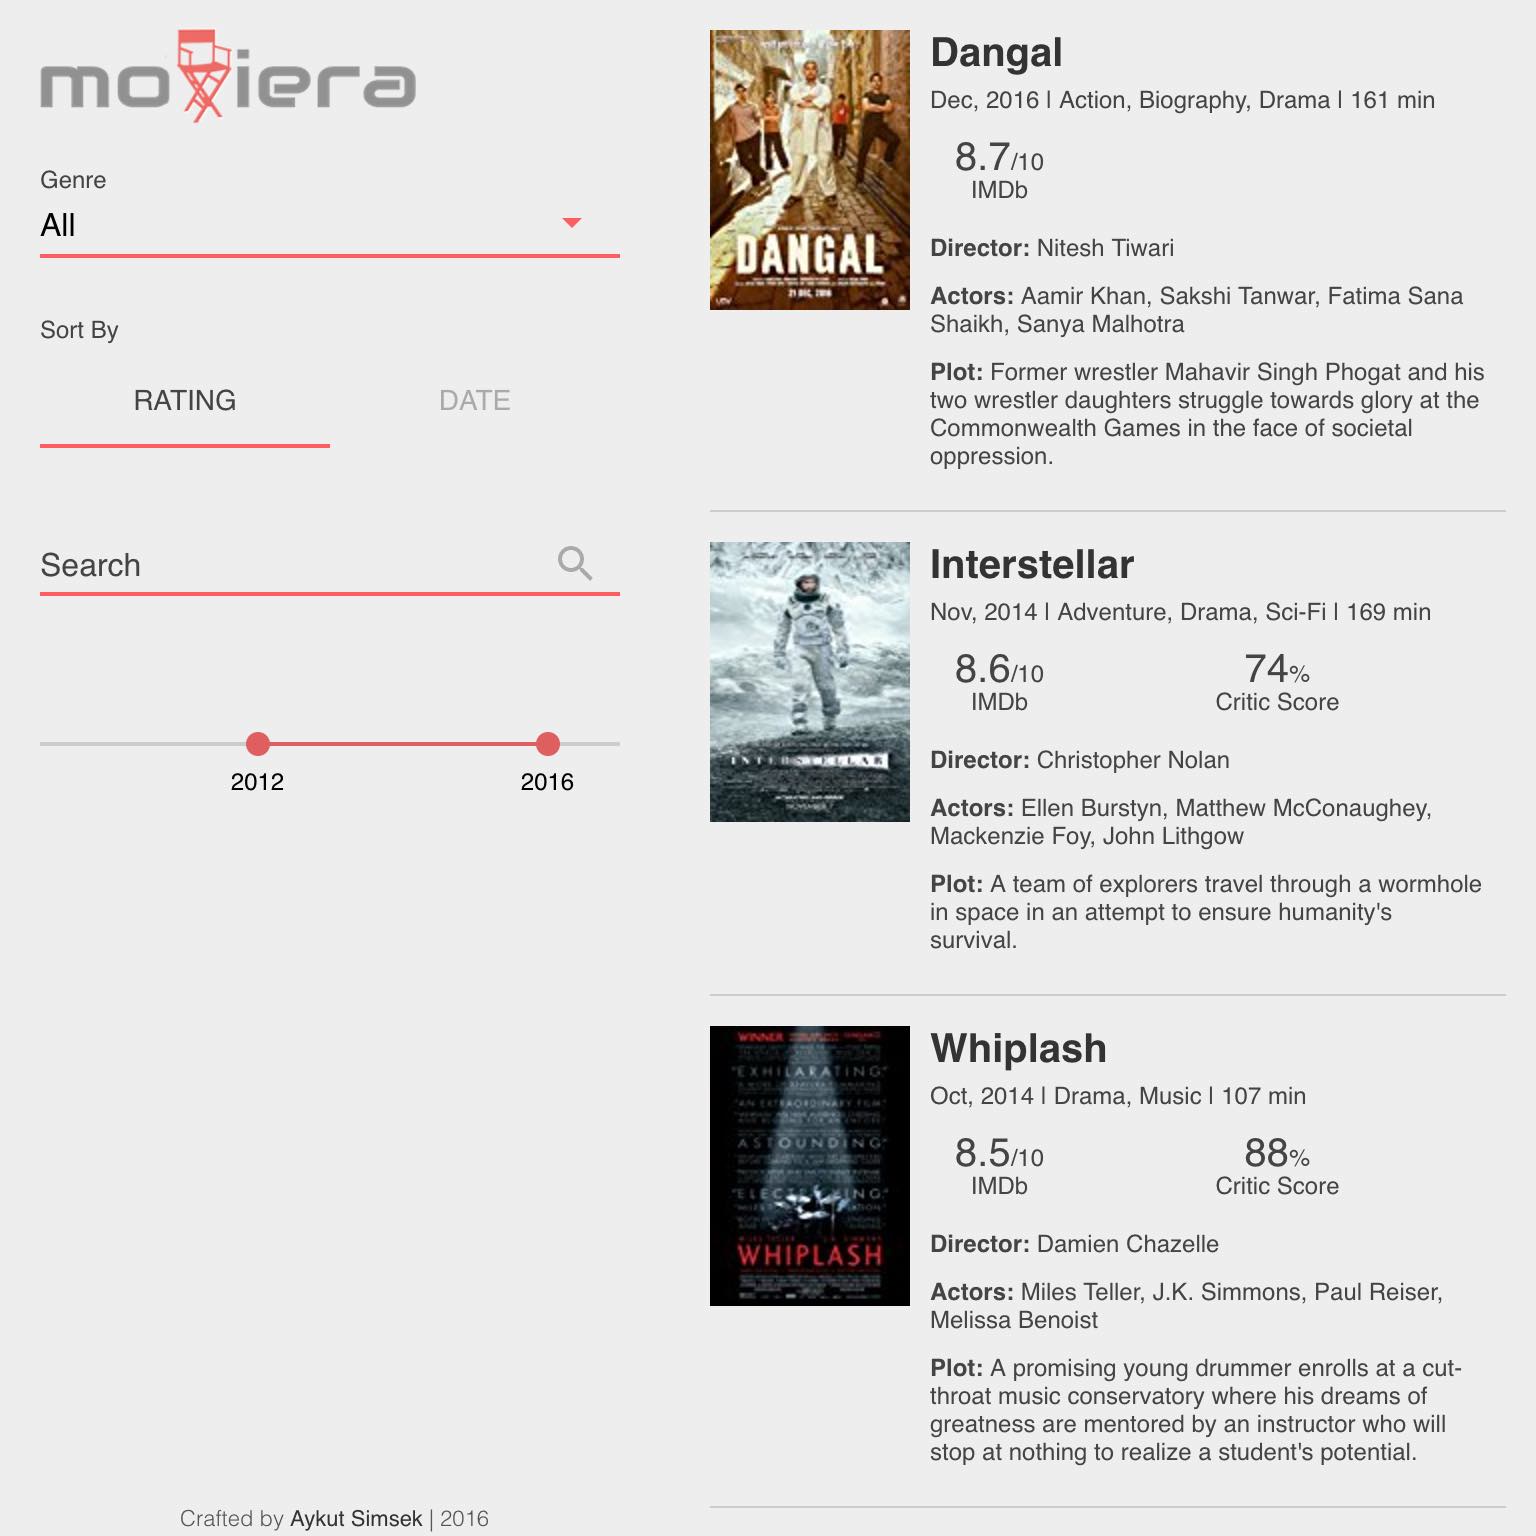 moviera
Genre
All
Sort By
RATING
DATE
Search
2012
2016
Crafted by Aykut Simsek | 2016
DANGAL
21 DEC, 2016
Dangal
Dec, 2016 | Action, Biography, Drama | 161 min
8.7/10
IMDb
Director: Nitesh Tiwari
Actors: Aamir Khan, Sakshi Tanwar, Fatima Sana
Shaikh, Sanya Malhotra
Plot: Former wrestler Mahavir Singh Phogat and his
two wrestler daughters struggle towards glory at the
Commonwealth Games in the face of societal
oppression.
INTERSTELLAR
Interstellar
Nov, 2014 | Adventure, Drama, Sci-Fi | 169 min
8.6/10
IMDb
74%
Critic Score
Director: Christopher Nolan
Actors: Ellen Burstyn, Matthew McConaughey,
Mackenzie Foy, John Lithgow
Plot: A team of explorers travel through a wormhole
in space in an attempt to ensure humanity's
survival.
WINNER
"EXHILARATING."
"AN EXTRAORDINARY FILM"
ASTOUNDING."
WHIPLASH
Whiplash
Oct, 2014 | Drama, Music | 107 min
8.5/10
IMDb
88%
Critic Score
Director: Damien Chazelle
Actors: Miles Teller, J.K. Simmons, Paul Reiser,
Melissa Benoist
Plot: A promising young drummer enrolls at a cut-
throat music conservatory where his dreams of
greatness are mentored by an instructor who will
stop at nothing to realize a student's potential.